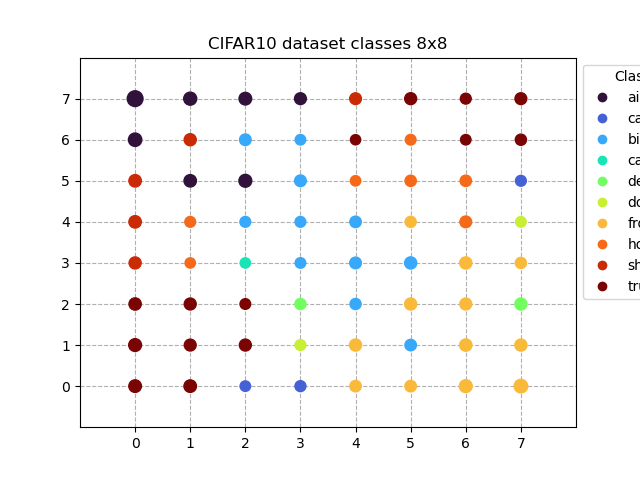 CIFAR10 dataset classes 8x8
7
6
5
4
3
2
1
0
0 1 2 3 4 5 6 7
Clas
ai
ca
bi
ca
de
do
fro
ho
sh
tru